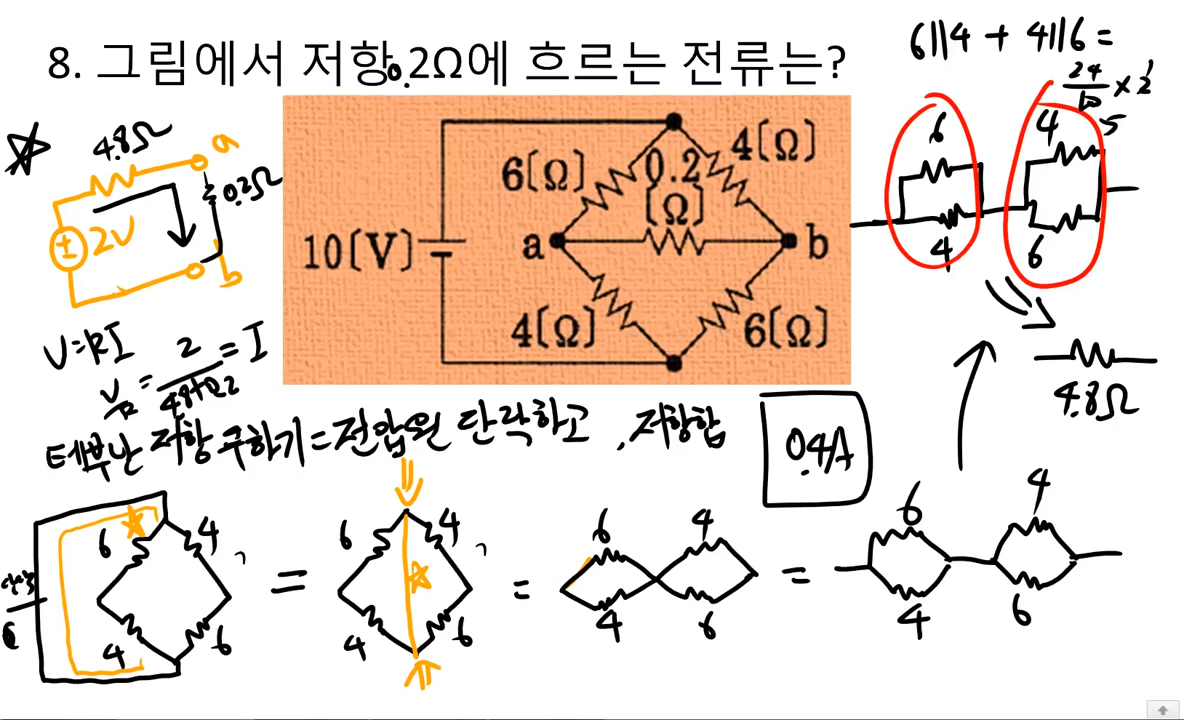 8. 그림에서 저항 0.2Ω에 흐르는 전류는?
6||4 + 4||6 =
24/10 × 2
5
4.8Ω
a
0.2Ω
2V
b
V=RI
V/R = 2/4.8+0.2 = I
6[Ω]
4[Ω]
0.2
[Ω]
10[V]
a
b
4[Ω]
6[Ω]
6
4
4
6
4.8Ω
테브난 저항 구하기 = 전압원 단락하고, 저항합
0.4A
6
4
4
6
=
6
4
4
6
=
6
4
4
6
=
6
4
4
6